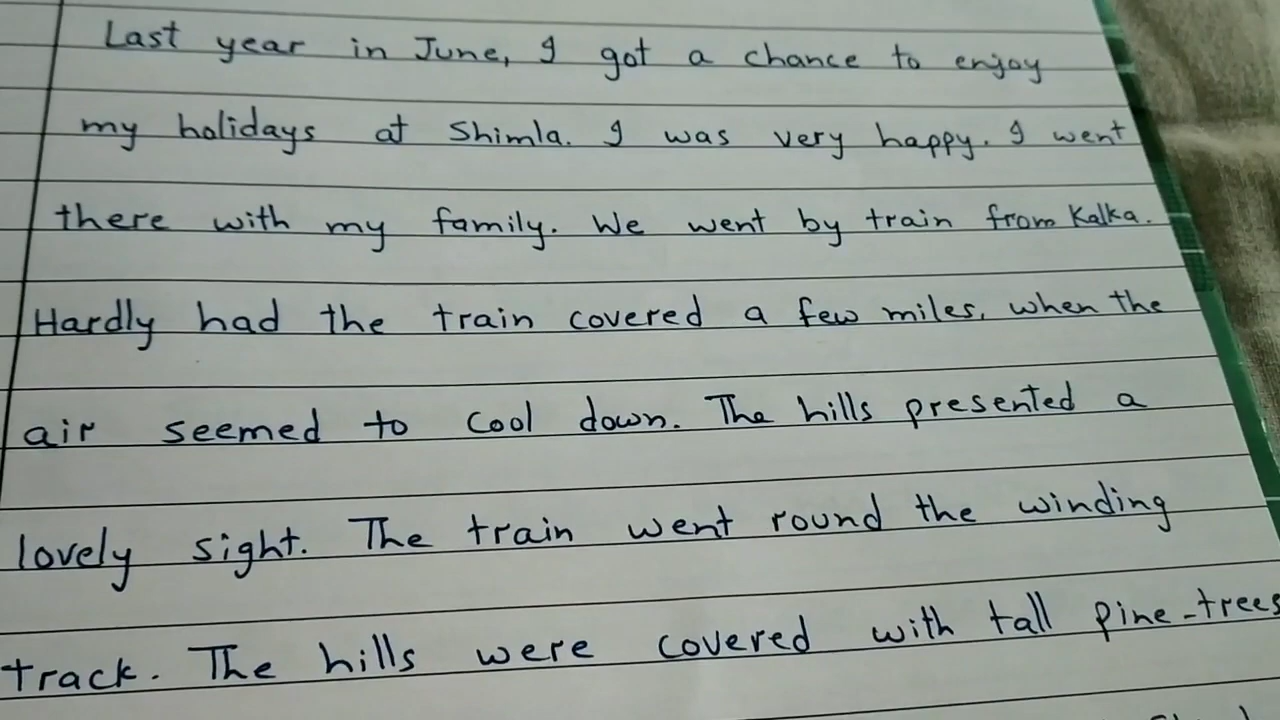 Last year in June, I got a chance to enjoy
my holidays at Shimla. I was very happy. I went
there with my family. We went by train from Kalka.
Hardly had the train covered a few miles, when the
air seemed to cool down. The hills presented a
lovely sight. The train went round the winding
track. The hills were covered with tall pine-trees